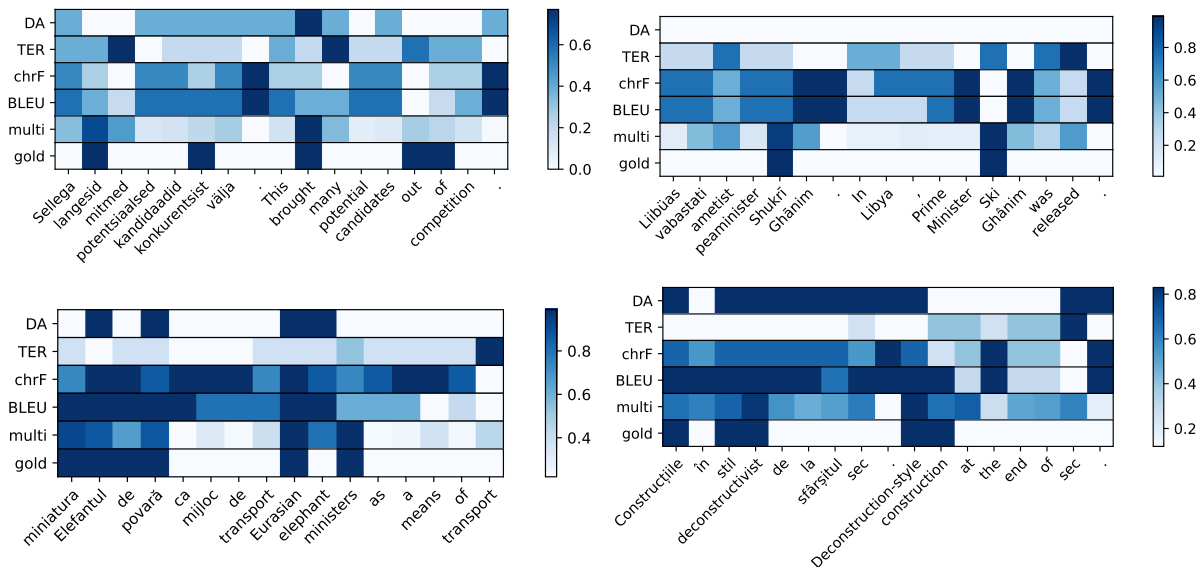 DA
TER
chrF
BLEU
multi
gold
Sellega
langesid
mitmed
potentsiaalsed
kandidaadid
konkurentsist
välja
.
This
brought
many
potential
candidates
out
of
competition
.
0.6
0.4
0.2
0.0
DA
TER
chrF
BLEU
multi
gold
Liibüas
vabastati
ametist
peaminister
Shukrī
Ghānim
.
In
Libya
,
Prime
Minister
Ski
Ghānim
was
released
.
0.8
0.6
0.4
0.2
DA
TER
chrF
BLEU
multi
gold
miniatura
Elefantul
de
povară
ca
mijloc
de
transport
Eurasian
elephant
ministers
as
a
means
of
transport
0.8
0.6
0.4
DA
TER
chrF
BLEU
multi
gold
Construcțiile
în
stil
deconstructivist
de
la
sfârșitul
sec
.
Deconstruction-style
construction
at
the
end
of
sec
.
0.8
0.6
0.4
0.2